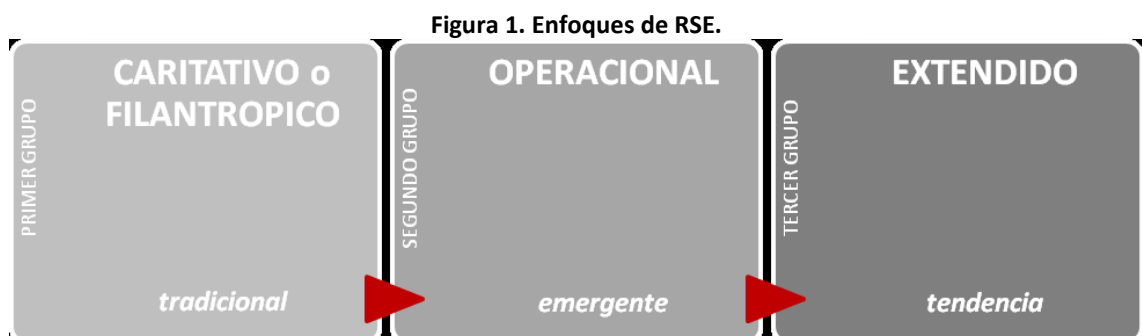 Figura 1. Enfoques de RSE.
PRIMER GRUPO
CARITATIVO o
FILANTROPICO
tradicional
SEGUNDO GRUPO
OPERACIONAL
emergente
TERCER GRUPO
EXTENDIDO
tendencia